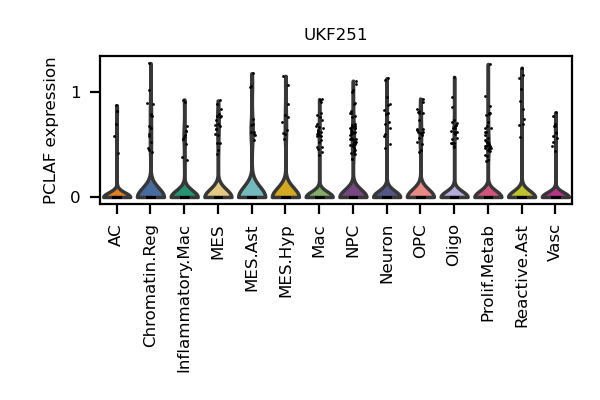 UKF251
PCLAF expression
1
0
AC
Chromatin.Reg
Inflammatory.Mac
MES
MES.Ast
MES.Hyp
Mac
NPC
Neuron
OPC
Oligo
Prolif.Metab
Reactive.Ast
Vasc